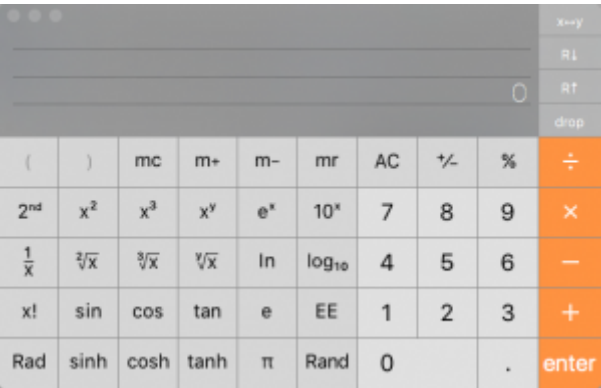 x↔y
R↓
0 R↑
drop
( ) mc m+ m- mr AC +/- % ÷
2nd x² x³ xʸ eˣ 10ˣ 7 8 9 ×
1/x ²√x ³√x ʸ√x ln log₁₀ 4 5 6 −
x! sin cos tan e EE 1 2 3 +
Rad sinh cosh tanh π Rand 0 . enter